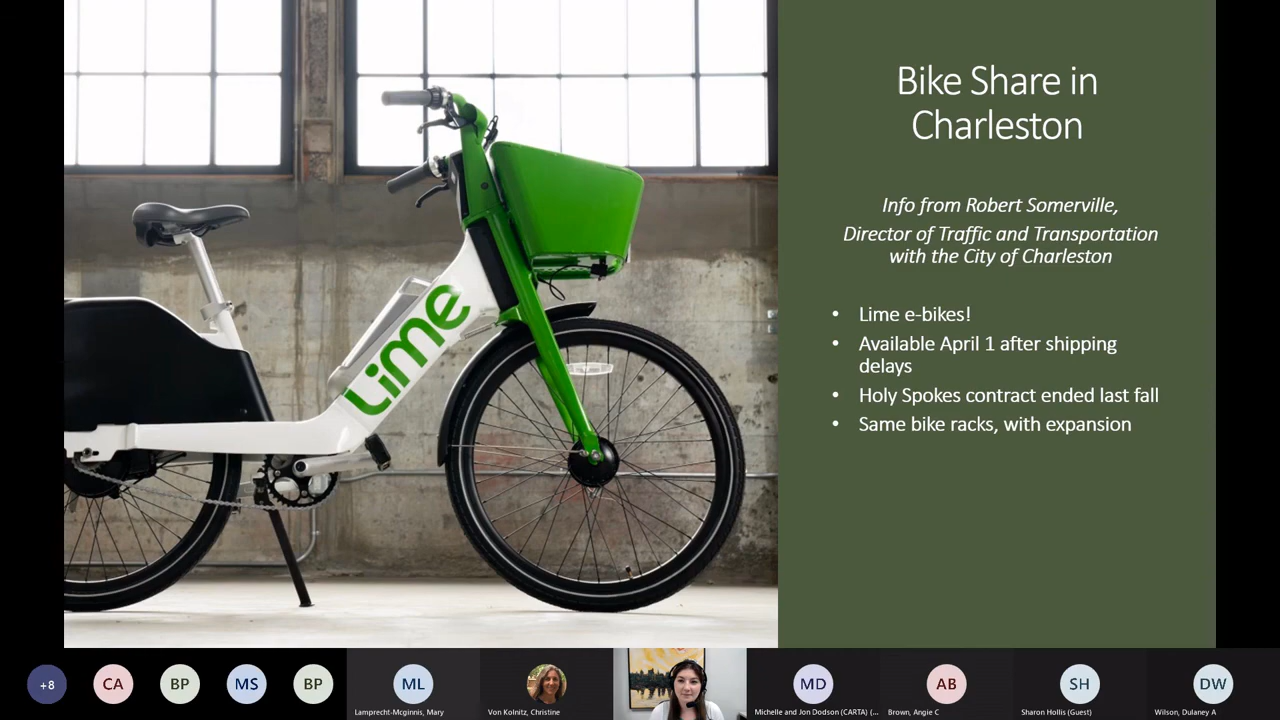 Bike Share in
Charleston
Info from Robert Somerville,
Director of Traffic and Transportation
with the City of Charleston
• Lime e-bikes!
• Available April 1 after shipping
delays
• Holy Spokes contract ended last fall
• Same bike racks, with expansion
Lime
+8
CA
BP
MS
BP
ML
MD
AB
SH
DW
Lamprecht-Mcginnis, Mary
Von Kolnitz, Christine
Michelle and Jon Dodson (CARTA) (...
Brown, Angie C
Sharon Hollis (Guest)
Wilson, Dulaney A